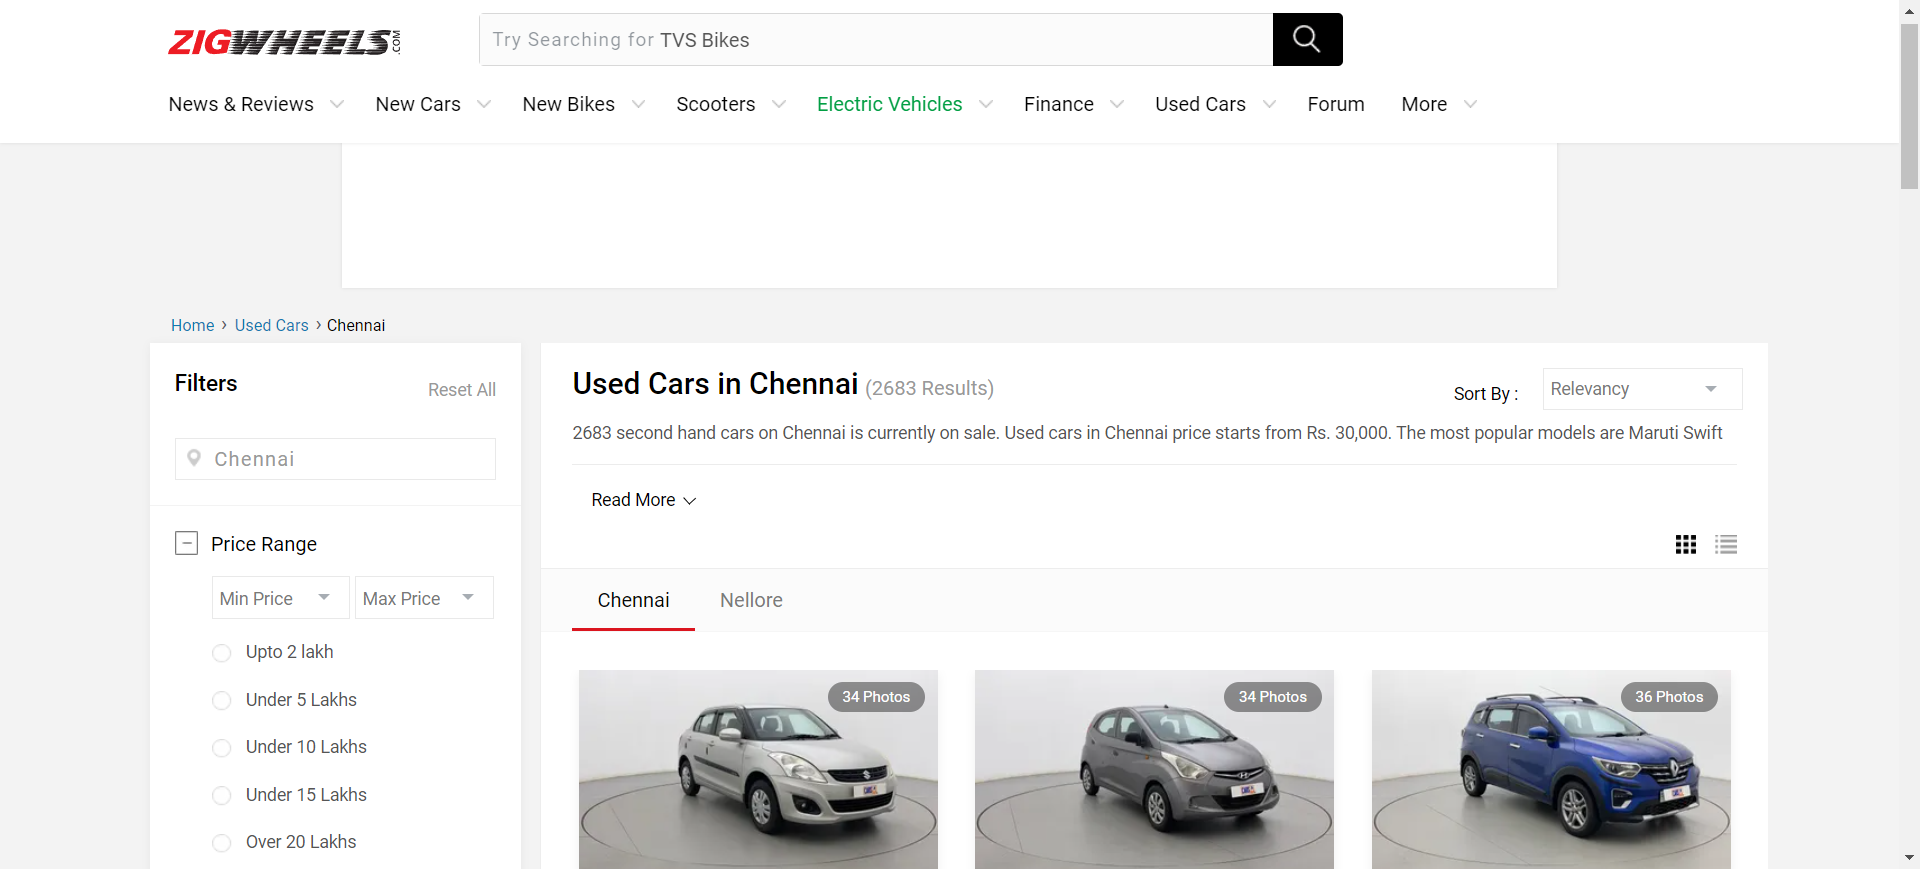 ZIGWHEELS.COM
Try Searching for TVS Bikes
News & Reviews New Cars New Bikes Scooters Electric Vehicles Finance Used Cars Forum More
Home › Used Cars › Chennai
Filters
Reset All
Chennai
Price Range
Min Price Max Price
Upto 2 lakh
Under 5 Lakhs
Under 10 Lakhs
Under 15 Lakhs
Over 20 Lakhs
Used Cars in Chennai (2683 Results)
Sort By : Relevancy
2683 second hand cars on Chennai is currently on sale. Used cars in Chennai price starts from Rs. 30,000. The most popular models are Maruti Swift
Read More
Chennai Nellore
34 Photos
34 Photos
36 Photos